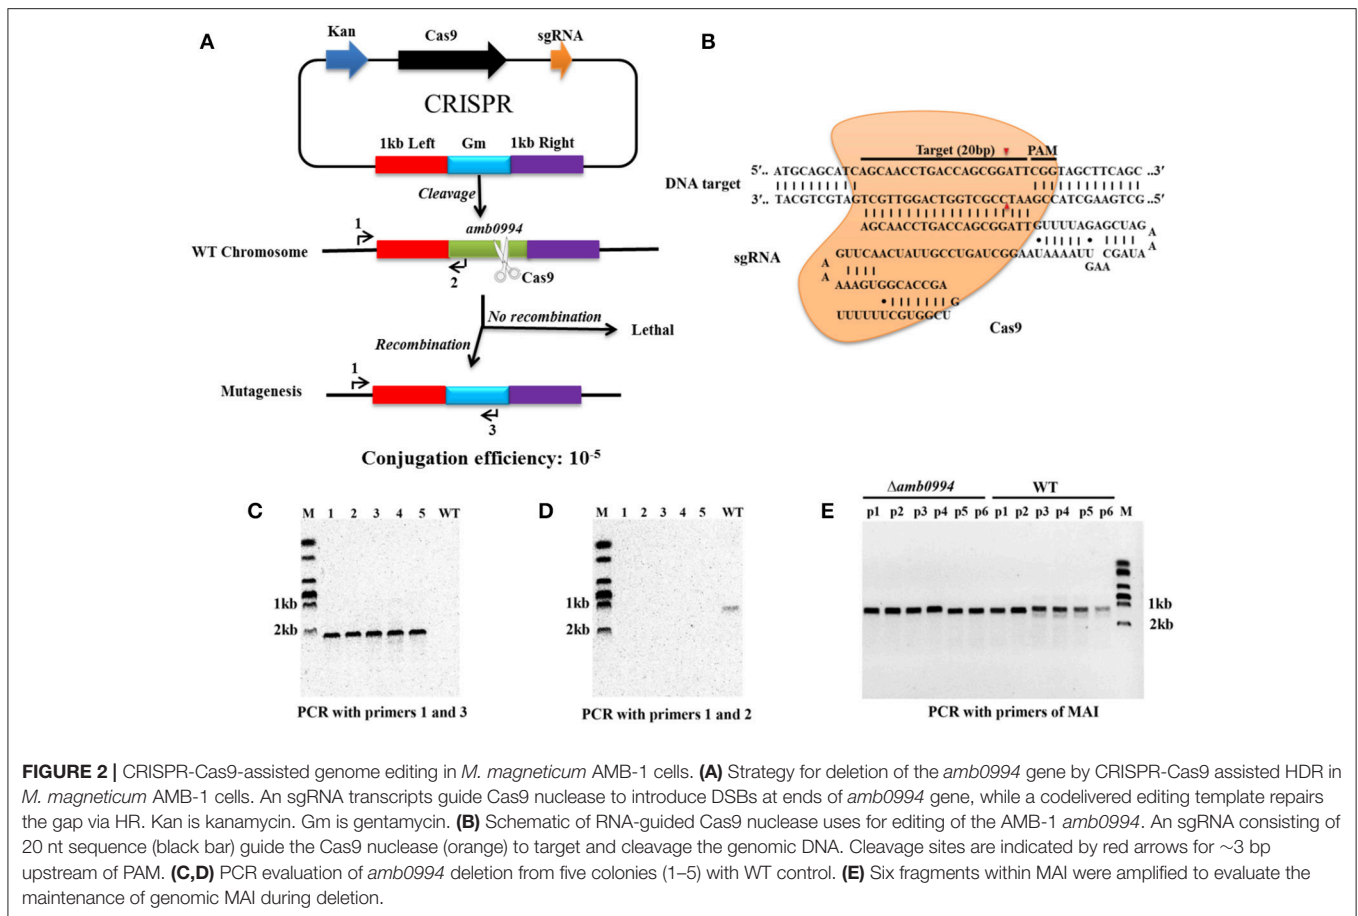 A
Kan
Cas9
sgRNA
CRISPR
1kb Left
Gm
1kb Right
Cleavage
amb0994
1
WT Chromosome
2
Cas9
No recombination
Lethal
Recombination
1
Mutagenesis
3
Conjugation efficiency: 10-5
B
Target (20bp)
PAM
5'.. ATGCAGCATCAGCAACCTGACCAGCGGATTCGGTAGCTTCAGC ..3'
DNA target
3'.. TACGTCGTAGTCGTTGGACTGGTCGCCTAAGCCATCGAAGTCG ..5'
AGCAACCTGACCAGCGGATTGUUUUAGAGCUAG
A
A
A
sgRNA
GUUCAACUAUUGCCUGAUCGGAAUAAAAUU CGAUA
GAA
A
A
AAAGUGGCACCGA
G
UUUUUUCGUGGCU
Cas9
C
M 1 2 3 4 5 WT
1kb
2kb
PCR with primers 1 and 3
D
M 1 2 3 4 5 WT
1kb
2kb
PCR with primers 1 and 2
E
Δamb0994 WT
p1 p2 p3 p4 p5 p6 p1 p2 p3 p4 p5 p6 M
1kb
2kb
PCR with primers of MAI
FIGURE 2 | CRISPR-Cas9-assisted genome editing in M. magneticum AMB-1 cells. (A) Strategy for deletion of the amb0994 gene by CRISPR-Cas9 assisted HDR in
M. magneticum AMB-1 cells. An sgRNA transcripts guide Cas9 nuclease to introduce DSBs at ends of amb0994 gene, while a codelivered editing template repairs
the gap via HR. Kan is kanamycin. Gm is gentamycin. (B) Schematic of RNA-guided Cas9 nuclease uses for editing of the AMB-1 amb0994. An sgRNA consisting of
20 nt sequence (black bar) guide the Cas9 nuclease (orange) to target and cleavage the genomic DNA. Cleavage sites are indicated by red arrows for ~3 bp
upstream of PAM. (C,D) PCR evaluation of amb0994 deletion from five colonies (1–5) with WT control. (E) Six fragments within MAI were amplified to evaluate the
maintenance of genomic MAI during deletion.